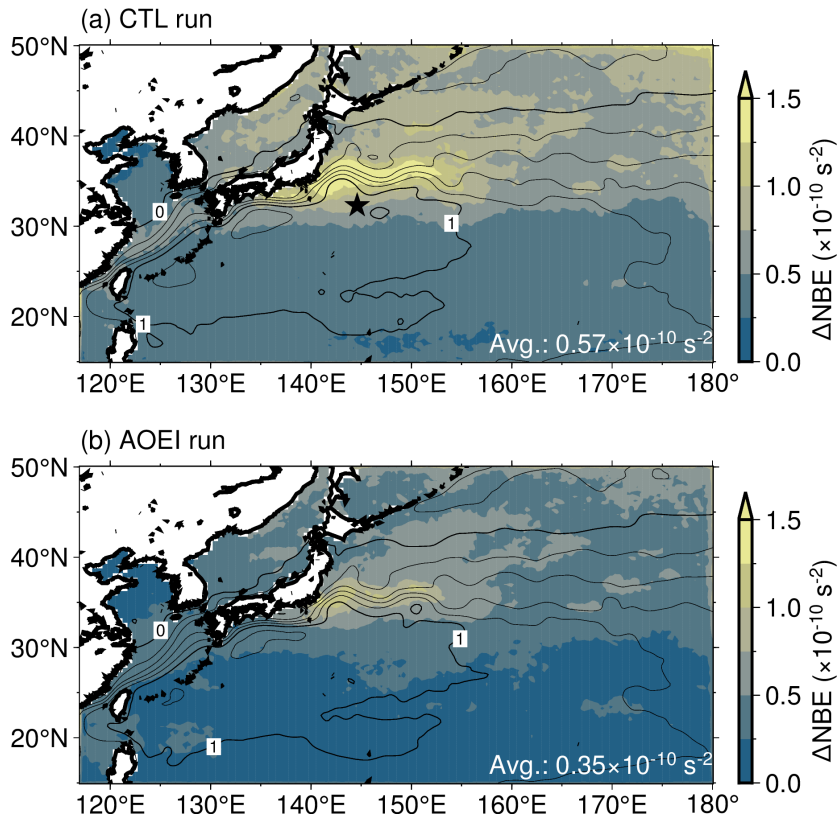 (a) CTL run
50°N
40°N
30°N
20°N
0
1
1
Avg.: 0.57×10⁻¹⁰ s⁻²
120°E 130°E 140°E 150°E 160°E 170°E 180°
1.5
1.0
0.5
0.0
ΔNBE (×10⁻¹⁰ s⁻²)
(b) AOEI run
50°N
40°N
30°N
20°N
0
1
1
Avg.: 0.35×10⁻¹⁰ s⁻²
120°E 130°E 140°E 150°E 160°E 170°E 180°
1.5
1.0
0.5
0.0
ΔNBE (×10⁻¹⁰ s⁻²)